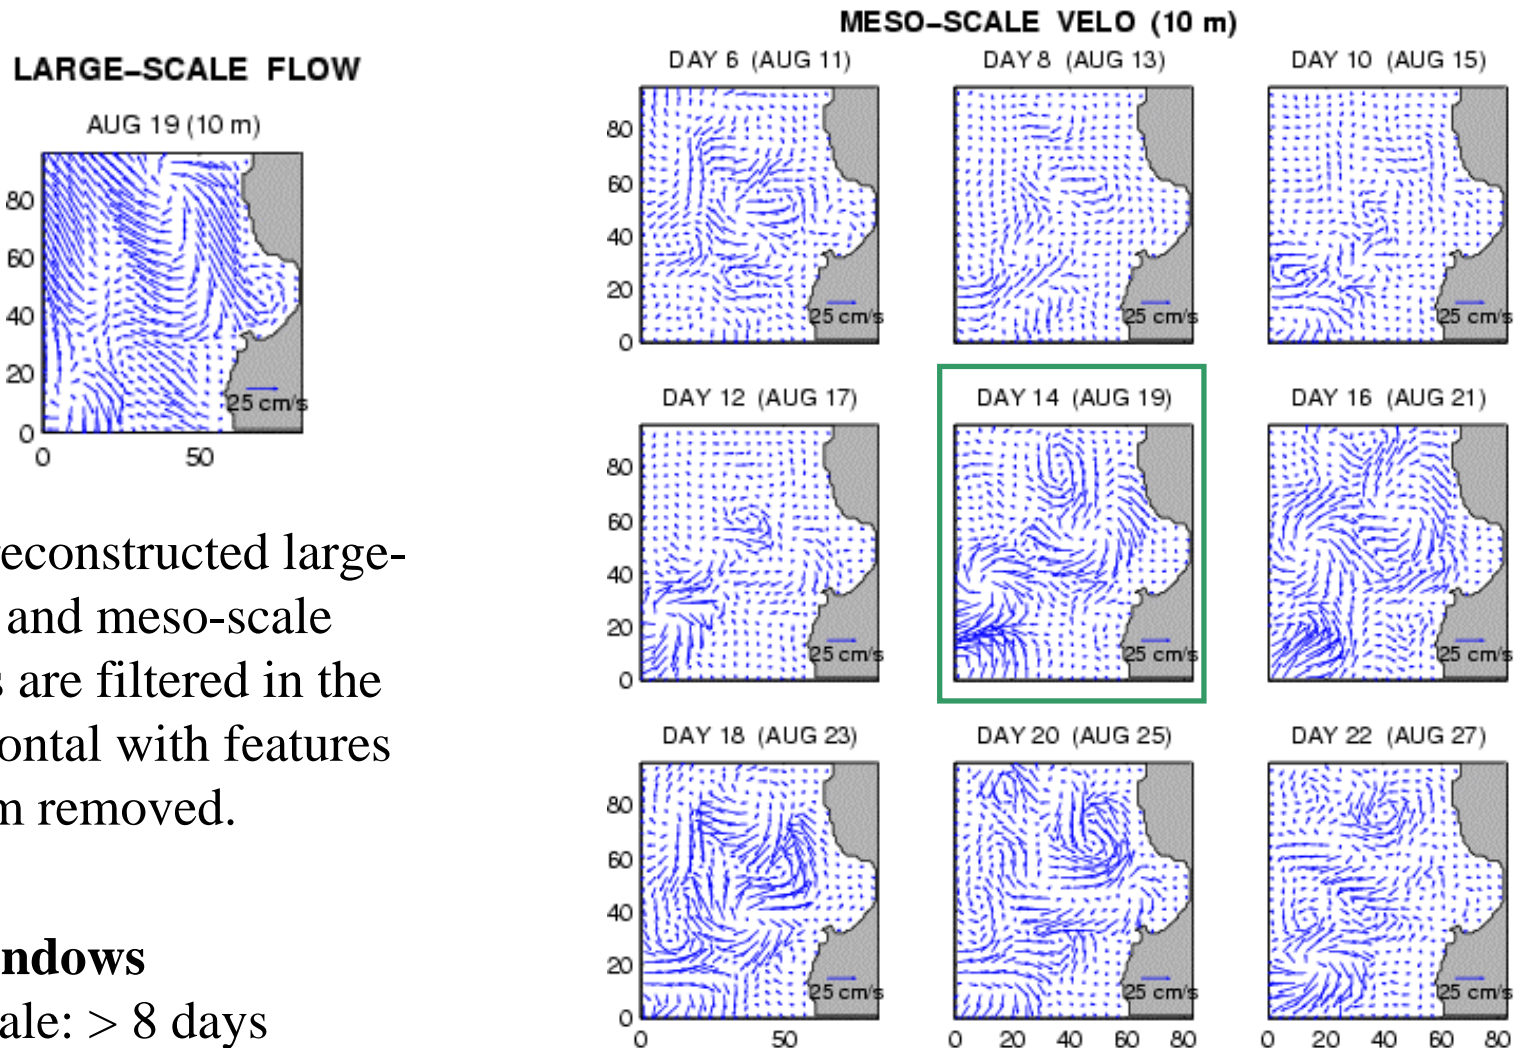 LARGE–SCALE FLOW
AUG 19 (10 m)
80
60
40
20
0
25 cm/s
0 50
reconstructed large-
and meso-scale
s are filtered in the
ontal with features
m removed.
ndows
ale: > 8 days
MESO–SCALE VELO (10 m)
DAY 6 (AUG 11) DAY 8 (AUG 13) DAY 10 (AUG 15)
80
60
40
20
0
25 cm/s 25 cm/s 25 cm/s
DAY 12 (AUG 17) DAY 14 (AUG 19) DAY 16 (AUG 21)
80
60
40
20
0
25 cm/s 25 cm/s 25 cm/s
DAY 18 (AUG 23) DAY 20 (AUG 25) DAY 22 (AUG 27)
80
60
40
20
0
25 cm/s 25 cm/s 25 cm/s
0 50 0 20 40 60 80 0 20 40 60 80